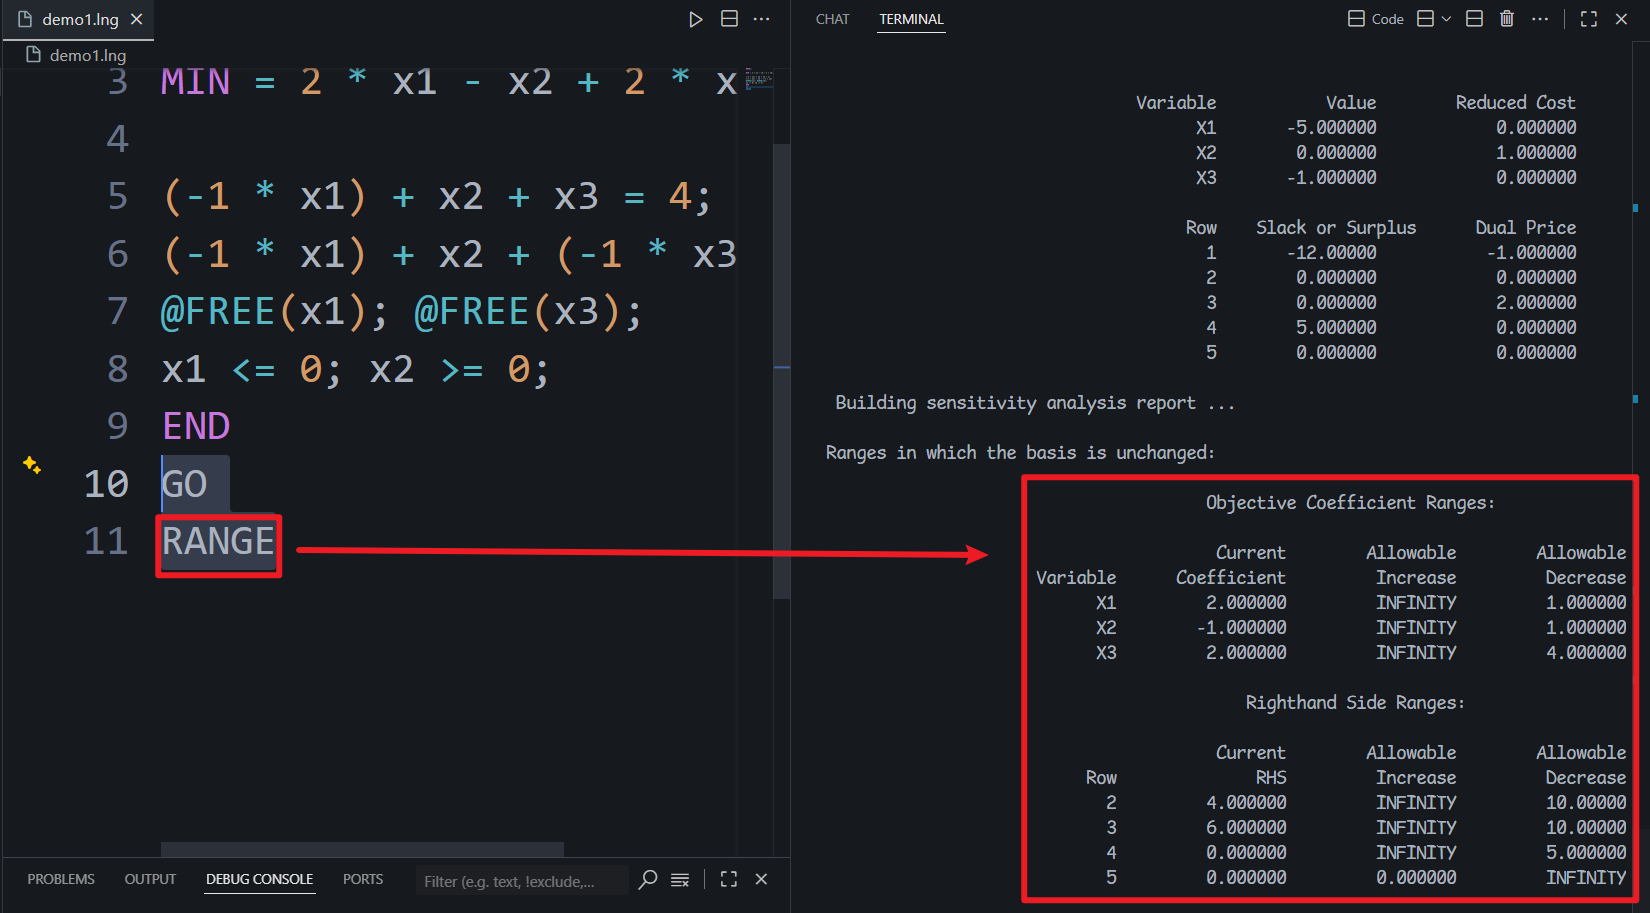 demo1.lng
demo1.lng
3 MIN = 2 * x1 - x2 + 2 * x
4
5 (-1 * x1) + x2 + x3 = 4;
6 (-1 * x1) + x2 + (-1 * x3
7 @FREE(x1); @FREE(x3);
8 x1 <= 0; x2 >= 0;
9 END
10 GO
11 RANGE
PROBLEMS OUTPUT DEBUG CONSOLE PORTS Filter (e.g. text, !exclude,...
CHAT TERMINAL Code
Variable Value Reduced Cost
X1 -5.000000 0.000000
X2 0.000000 1.000000
X3 -1.000000 0.000000
Row Slack or Surplus Dual Price
1 -12.00000 -1.000000
2 0.000000 0.000000
3 0.000000 2.000000
4 5.000000 0.000000
5 0.000000 0.000000
Building sensitivity analysis report ...
Ranges in which the basis is unchanged:
Objective Coefficient Ranges:
Current Allowable Allowable
Variable Coefficient Increase Decrease
X1 2.000000 INFINITY 1.000000
X2 -1.000000 INFINITY 1.000000
X3 2.000000 INFINITY 4.000000
Righthand Side Ranges:
Current Allowable Allowable
Row RHS Increase Decrease
2 4.000000 INFINITY 10.00000
3 6.000000 INFINITY 10.00000
4 0.000000 INFINITY 5.000000
5 0.000000 0.000000 INFINITY